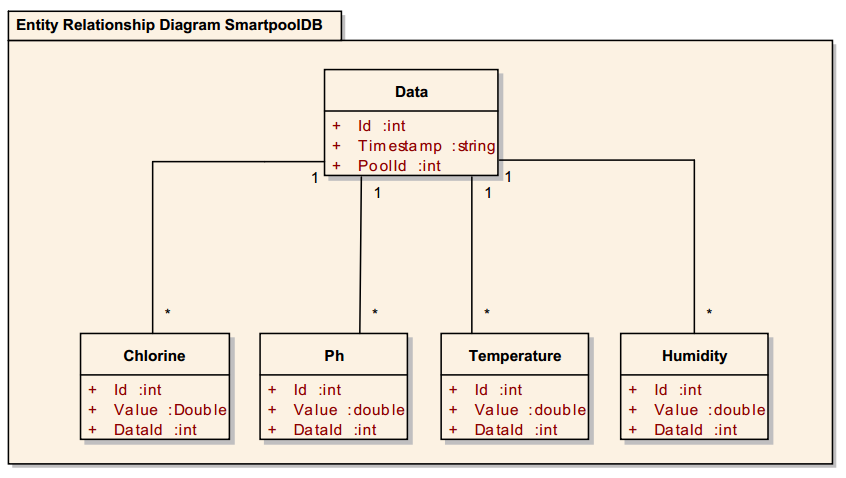 Entity Relationship Diagram SmartpoolDB
Data
+ Id :int
+ Timestamp :string
+ PoolId :int
1
1
1
1
*
*
*
*
Chlorine
+ Id :int
+ Value :Double
+ DataId :int
Ph
+ Id :int
+ Value :double
+ DataId :int
Temperature
+ Id :int
+ Value :double
+ DataId :int
Humidity
+ Id :int
+ Value :double
+ DataId :int